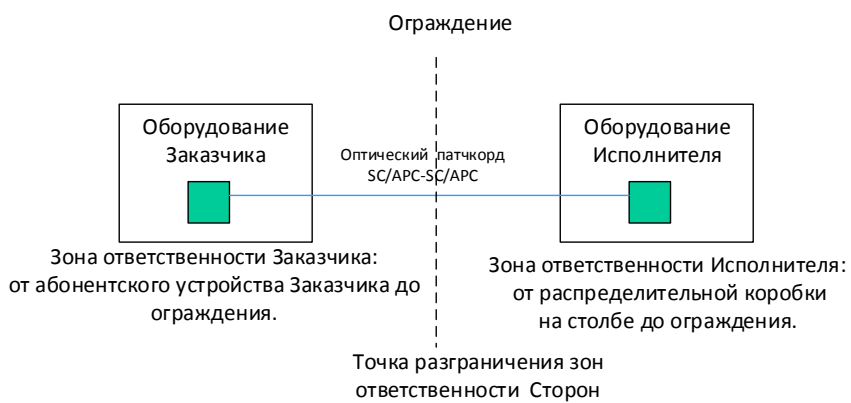 Ограждение
Оборудование
Заказчика
Оптический патчкорд
SC/APC-SC/APC
Оборудование
Исполнителя
Зона ответственности Заказчика:
от абонентского устройства Заказчика до
ограждения.
Зона ответственности Исполнителя:
от распределительной коробки
на столбе до ограждения.
Точка разграничения зон
ответственности Сторон